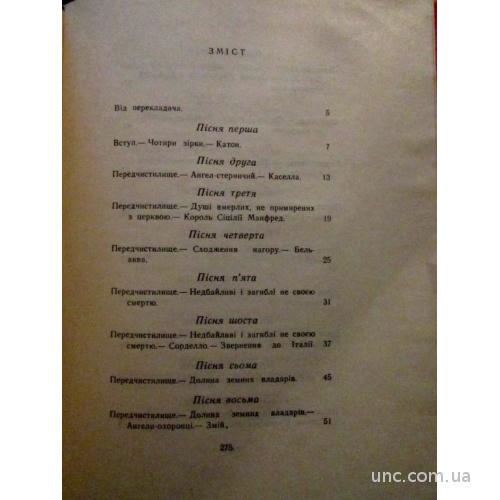 ЗМІСТ
Від перекладача. 5
Пісня перша
Вступ.— Чотири зірки.— Катон. 7
Пісня друга
Передчистилище.— Ангел-стерничий.— Каселла. 13
Пісня третя
Передчистилище.— Душі вмерлих, не примирених
з церквою.— Король Сіцілії Манфред. 19
Пісня четверта
Передчистилище.— Сходження нагору.— Бель-
аква. 25
Пісня п'ята
Передчистилище.— Недбайливі і загиблі не своєю
смертю. 31
Пісня шоста
Передчистилище.— Недбайливі і загиблі не своєю
смертю.— Сорделло.— Звернення до Італії 37
Пісня сьома
Передчистилище.— Долина земних владарів. 45
Пісня восьма
Передчистилище.— Долина земних владарів.—
Ангели-охоронці.— Змій. 51
275
unc.com.ua